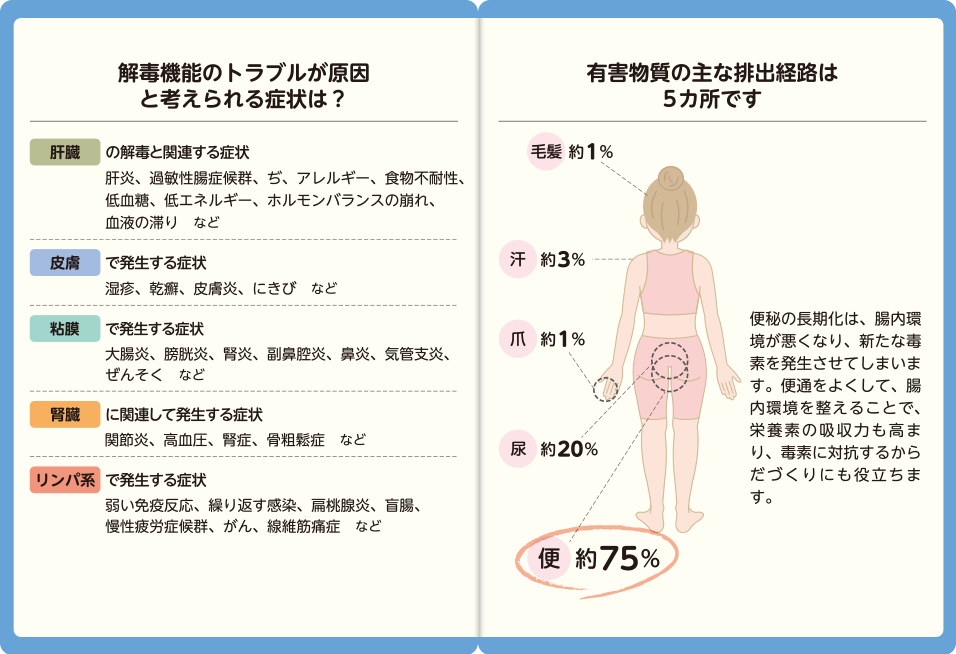 解毒機能のトラブルが原因
と考えられる症状は？
肝臓 の解毒と関連する症状
肝炎、過敏性腸症候群、ぢ、アレルギー、食物不耐性、
低血糖、低エネルギー、ホルモンバランスの崩れ、
血液の滞り など
皮膚 で発生する症状
湿疹、乾癬、皮膚炎、にきび など
粘膜 で発生する症状
大腸炎、膀胱炎、腎炎、副鼻腔炎、鼻炎、気管支炎、
ぜんそく など
腎臓 に関連して発生する症状
関節炎、高血圧、腎症、骨粗鬆症 など
リンパ系 で発生する症状
弱い免疫反応、繰り返す感染、扁桃腺炎、盲腸、
慢性疲労症候群、がん、線維筋痛症 など
有害物質の主な排出経路は
5カ所です
毛髪 約1%
汗 約3%
爪 約1%
尿 約20%
便 約75%
便秘の長期化は、腸内環
境が悪くなり、新たな毒
素を発生させてしまいま
す。便通をよくして、腸
内環境を整えることで、
栄養素の吸収力も高ま
り、毒素に対抗するから
だづくりにも役立ちま
す。